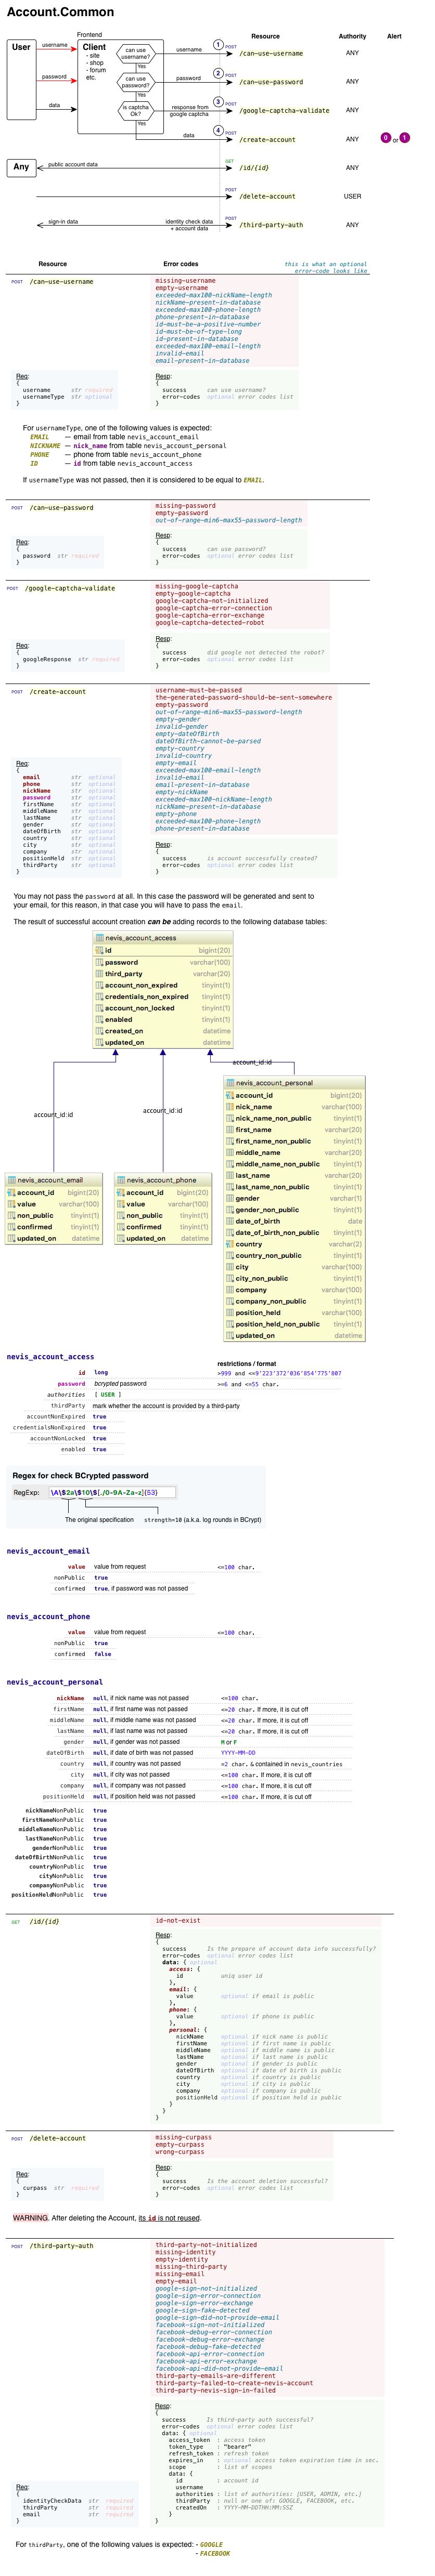 Account.Common
Frontend
Resource
Authority
Alert
User
username
password
data
Client
- site
- shop
- forum
etc.
can use
username?
Yes
can use
password?
Yes
is captcha
Ok?
Yes
username
1 POST /can-use-username ANY
password
2 POST /can-use-password ANY
response from
google captcha
3 POST /google-captcha-validate ANY
data
4 POST /create-account ANY 0 or 1
Any
public account data
GET /id/{id} ANY
POST /delete-account USER
sign-in data
identity check data
+ account data
POST /third-party-auth ANY
Resource
Error codes
this is what an optional
error-code looks like
POST /can-use-username
missing-username
empty-username
exceeded-max100-nickName-length
nickName-present-in-database
exceeded-max100-phone-length
phone-present-in-database
id-must-be-a-positive-number
id-must-be-of-type-long
id-present-in-database
exceeded-max100-email-length
invalid-email
email-present-in-database
Req:
{
username str required
usernameType str optional
}
Resp:
{
success can use username?
error-codes optional error codes list
}
For usernameType, one of the following values is expected:
EMAIL — email from table nevis_account_email
NICKNAME — nick_name from table nevis_account_personal
PHONE — phone from table nevis_account_phone
ID — id from table nevis_account_access
If usernameType was not passed, then it is considered to be equal to EMAIL.
POST /can-use-password
missing-password
empty-password
out-of-range-min6-max55-password-length
Req:
{
password str required
}
Resp:
{
success can use password?
error-codes optional error codes list
}
POST /google-captcha-validate
missing-google-captcha
empty-google-captcha
google-captcha-not-initialized
google-captcha-error-connection
google-captcha-error-exchange
google-captcha-detected-robot
Req:
{
googleResponse str required
}
Resp:
{
success did google not detected the robot?
error-codes optional error codes list
}
POST /create-account
username-must-be-passed
the-generated-password-should-be-sent-somewhere
empty-password
out-of-range-min6-max55-password-length
empty-gender
invalid-gender
empty-dateOfBirth
dateOfBirth-cannot-be-parsed
empty-country
invalid-country
empty-email
exceeded-max100-email-length
invalid-email
email-present-in-database
empty-nickName
exceeded-max100-nickName-length
nickName-present-in-database
empty-phone
exceeded-max100-phone-length
phone-present-in-database
Req:
{
email str optional
phone str optional
nickName str optional
password str optional
firstName str optional
middleName str optional
lastName str optional
gender str optional
dateOfBirth str optional
country str optional
city str optional
company str optional
positionHeld str optional
thirdParty str optional
}
Resp:
{
success is account successfully created?
error-codes optional error codes list
}
You may not pass the password at all. In this case the password will be generated and sent to
your email, for this reason, in that case you will have to pass the email.
The result of successful account creation can be adding records to the following database tables:
nevis_account_access
id bigint(20)
password varchar(100)
third_party varchar(20)
account_non_expired tinyint(1)
credentials_non_expired tinyint(1)
account_non_locked tinyint(1)
enabled tinyint(1)
created_on datetime
updated_on datetime
account_id:id
account_id:id
account_id:id
nevis_account_email
account_id bigint(20)
value varchar(100)
non_public tinyint(1)
confirmed tinyint(1)
updated_on datetime
nevis_account_phone
account_id bigint(20)
value varchar(100)
non_public tinyint(1)
confirmed tinyint(1)
updated_on datetime
nevis_account_personal
account_id bigint(20)
nick_name varchar(100)
nick_name_non_public tinyint(1)
first_name varchar(20)
first_name_non_public tinyint(1)
middle_name varchar(20)
middle_name_non_public tinyint(1)
last_name varchar(20)
last_name_non_public tinyint(1)
gender varchar(1)
gender_non_public tinyint(1)
date_of_birth date
date_of_birth_non_public tinyint(1)
country varchar(2)
country_non_public tinyint(1)
city varchar(100)
city_non_public tinyint(1)
company varchar(100)
company_non_public tinyint(1)
position_held varchar(100)
position_held_non_public tinyint(1)
updated_on datetime
nevis_account_access
restrictions / format
id long >999 and <=9'223'372'036'854'775'807
password bcrypted password >=6 and <=55 char.
authorities [ USER ]
thirdParty mark whether the account is provided by a third-party
accountNonExpired true
credentialsNonExpired true
accountNonLocked true
enabled true
Regex for check BCrypted password
RegExp: \A\$2a\$10\$[./0-9A-Za-z]{53}
The original specification
strength=10 (a.k.a. log rounds in BCrypt)
nevis_account_email
value value from request <=100 char.
nonPublic true
confirmed true, if password was not passed
nevis_account_phone
value value from request <=100 char.
nonPublic true
confirmed false
nevis_account_personal
nickName null, if nick name was not passed <=100 char.
firstName null, if first name was not passed <=20 char. If more, it is cut off
middleName null, if middle name was not passed <=20 char. If more, it is cut off
lastName null, if last name was not passed <=20 char. If more, it is cut off
gender null, if gender was not passed M or F
dateOfBirth null, if date of birth was not passed YYYY-MM-DD
country null, if country was not passed =2 char. & contained in nevis_countries
city null, if city was not passed <=100 char. If more, it is cut off
company null, if company was not passed <=100 char. If more, it is cut off
positionHeld null, if position held was not passed <=100 char. If more, it is cut off
nickNameNonPublic true
firstNameNonPublic true
middleNameNonPublic true
lastNameNonPublic true
genderNonPublic true
dateOfBirthNonPublic true
countryNonPublic true
cityNonPublic true
companyNonPublic true
positionHeldNonPublic true
GET /id/{id}
id-not-exist
Resp:
{
success Is the prepare of account data info successfully?
error-codes optional error codes list
data: { optional
access: {
id uniq user id
},
email: {
value optional if email is public
},
phone: {
value optional if phone is public
},
personal: {
nickName optional if nick name is public
firstName optional if first name is public
middleName optional if middle name is public
lastName optional if last name is public
gender optional if gender is public
dateOfBirth optional if date of birth is public
country optional if country is public
city optional if city is public
company optional if company is public
positionHeld optional if position held is public
}
}
}
POST /delete-account
missing-curpass
empty-curpass
wrong-curpass
Req:
{
curpass str required
}
Resp:
{
success Is the account deletion successful?
error-codes optional error codes list
}
WARNING. After deleting the Account, its id is not reused.
POST /third-party-auth
third-party-not-initialized
missing-identity
empty-identity
missing-third-party
missing-email
empty-email
google-sign-not-initialized
google-sign-error-connection
google-sign-error-exchange
google-sign-fake-detected
google-sign-did-not-provide-email
facebook-sign-not-initialized
facebook-debug-error-connection
facebook-debug-error-exchange
facebook-debug-fake-detected
facebook-api-error-connection
facebook-api-error-exchange
facebook-api-did-not-provide-email
third-party-emails-are-different
third-party-failed-to-create-nevis-account
third-party-nevis-sign-in-failed
Req:
{
identityCheckData str required
thirdParty str required
email str required
}
Resp:
{
success Is third-party auth successful?
error-codes optional error codes list
data: { optional
access_token : access token
token_type : "bearer"
refresh_token : refresh token
expires_in : optional access token expiration time in sec.
scope : list of scopes
data: {
id : account id
username
authorities : list of authorities: [USER, ADMIN, etc.]
thirdParty : null or one of: GOOGLE, FACEBOOK, etc.
createdOn : YYYY-MM-DDTHH:MM:SSZ
}
}
For thirdParty, one of the following values is expected: - GOOGLE
- FACEBOOK